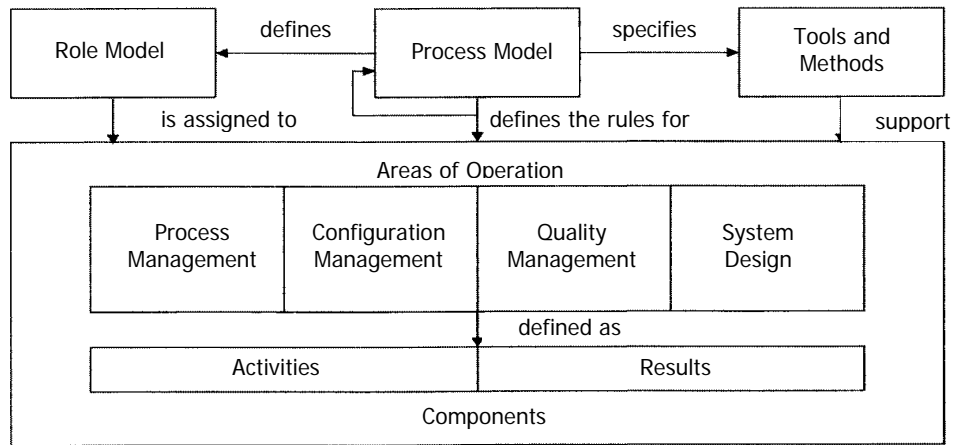 defines
specifies
Role Model
Process Model
Tools and
Methods
is assigned to
defines the rules for
support
Areas of Operation
Process
Management
Configuration
Management
Quality
Management
System
Design
defined as
Activities
Results
Components